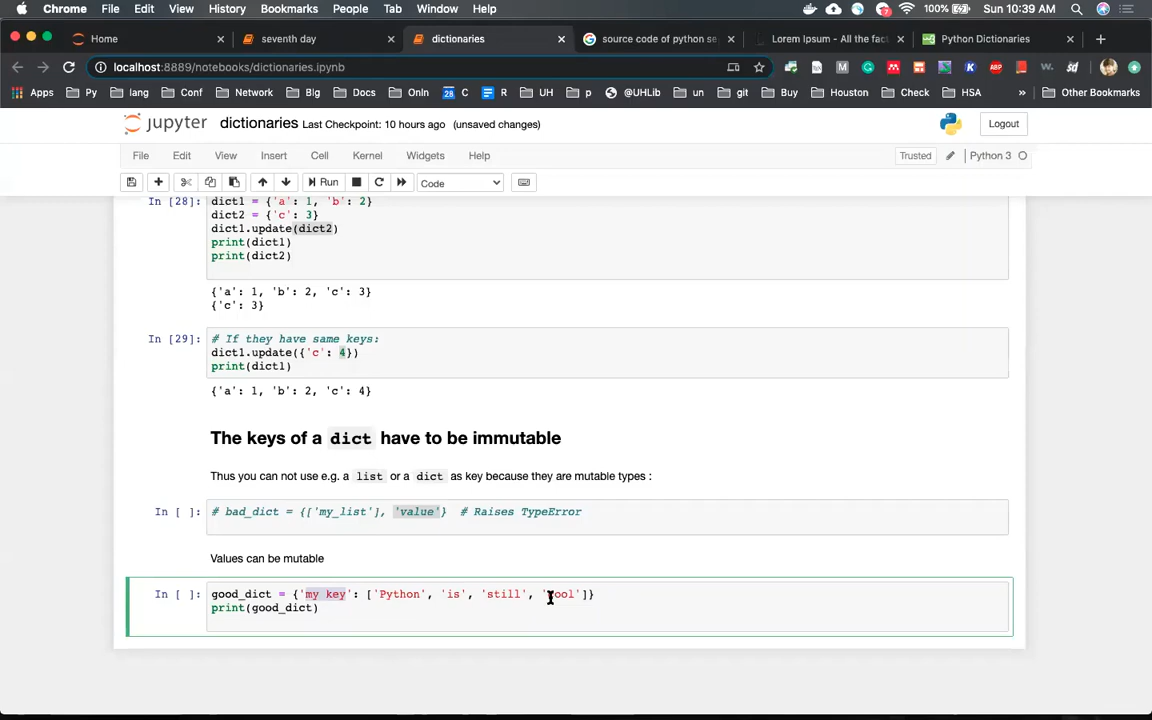 Chrome File Edit View History Bookmarks People Tab Window Help 7 100% Sun 10:39 AM
Home seventh day dictionaries source code of python se Lorem Ipsum - All the fact Python Dictionaries
localhost:8889/notebooks/dictionaries.ipynb
Apps Py lang Conf Network Big Docs Onln 28 C R UH p @UHLib un git Buy Houston Check HSA » Other Bookmarks
jupyter dictionaries Last Checkpoint: 10 hours ago (unsaved changes) Logout
File Edit View Insert Cell Kernel Widgets Help Trusted Python 3
Run Code
In [28]: dict1 = {'a': 1, 'b': 2}
dict2 = {'c': 3}
dict1.update(dict2)
print(dict1)
print(dict2)
{'a': 1, 'b': 2, 'c': 3}
{'c': 3}
In [29]: # If they have same keys:
dict1.update({'c': 4})
print(dict1)
{'a': 1, 'b': 2, 'c': 4}
The keys of a dict have to be immutable
Thus you can not use e.g. a list or a dict as key because they are mutable types :
In [ ]: # bad_dict = {['my_list'], 'value'} # Raises TypeError
Values can be mutable
In [ ]: good_dict = {'my key': ['Python', 'is', 'still', 'cool']}
print(good_dict)